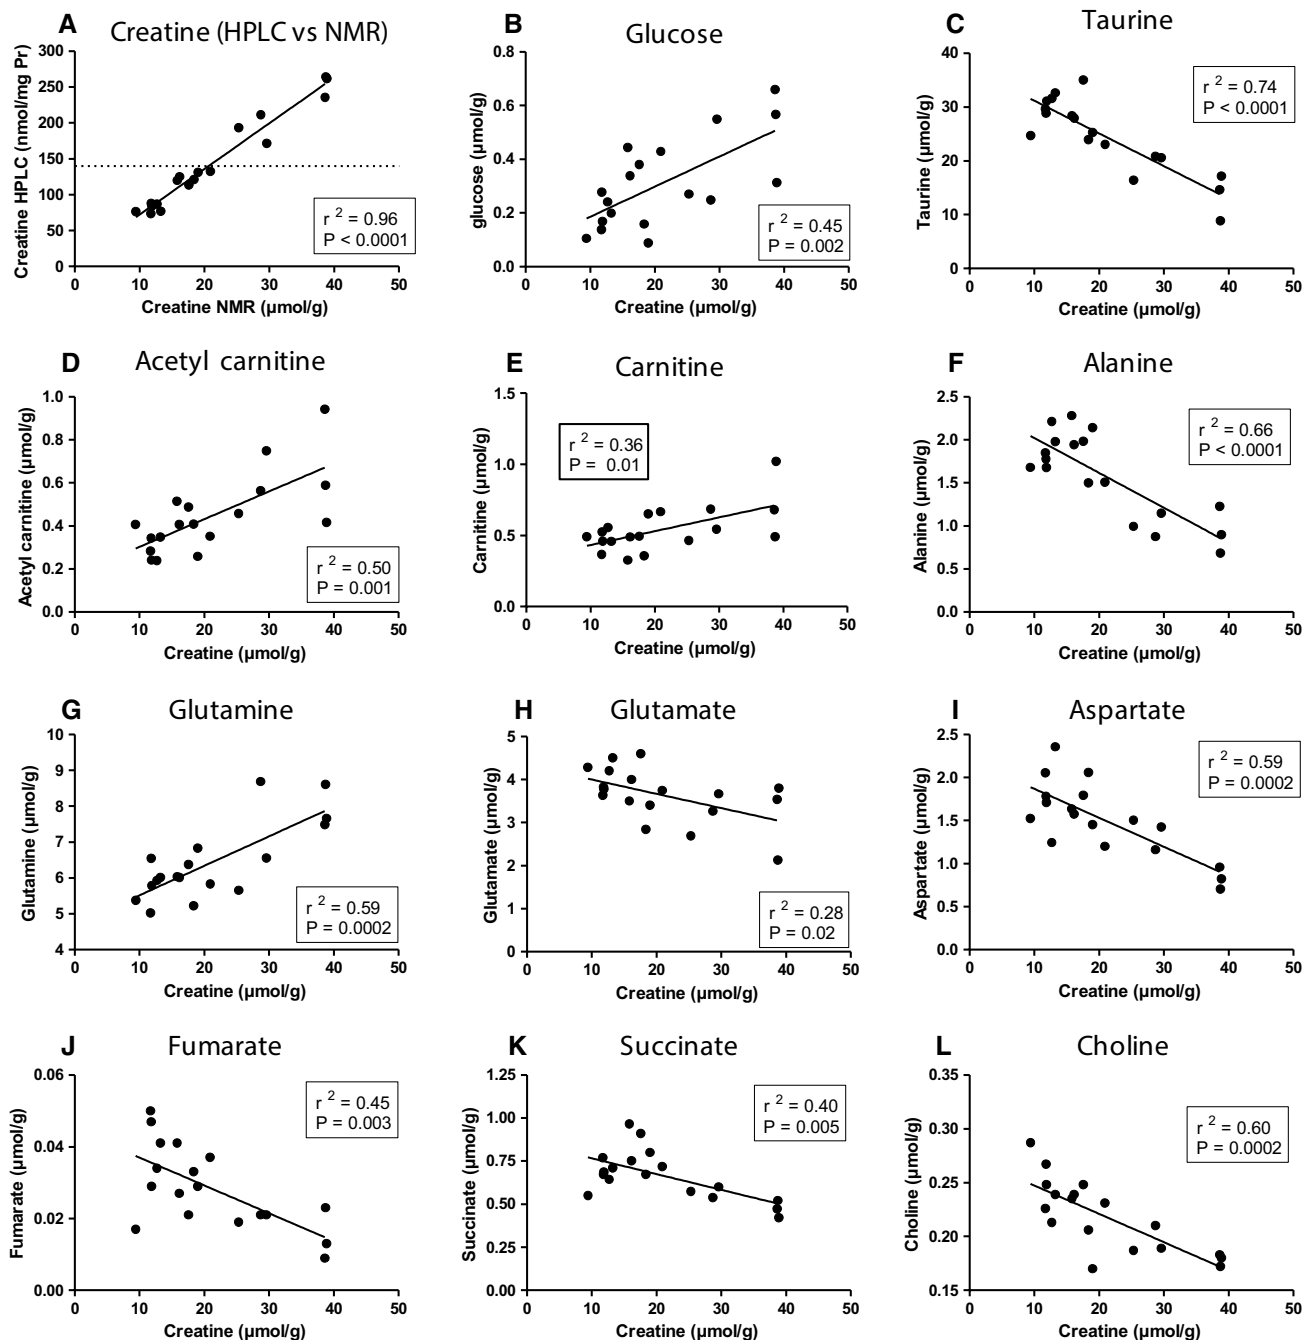 A
Creatine (HPLC vs NMR)
Creatine HPLC (nmol/mg Pr)
300
250
200
150
100
50
0
r 2 = 0.96
P < 0.0001
0 10 20 30 40 50
Creatine NMR (µmol/g)
B
Glucose
glucose (µmol/g)
0.8
0.6
0.4
0.2
0.0
r 2 = 0.45
P = 0.002
0 10 20 30 40 50
Creatine (µmol/g)
C
Taurine
Taurine (µmol/g)
40
30
20
10
0
r 2 = 0.74
P < 0.0001
0 10 20 30 40 50
Creatine (µmol/g)
D
Acetyl carnitine
Acetyl carnitine (µmol/g)
1.0
0.8
0.6
0.4
0.2
0.0
r 2 = 0.50
P = 0.001
0 10 20 30 40 50
Creatine (µmol/g)
E
Carnitine
Carnitine (µmol/g)
1.5
1.0
0.5
0.0
r 2 = 0.36
P = 0.01
0 10 20 30 40 50
Creatine (µmol/g)
F
Alanine
Alanine (µmol/g)
2.5
2.0
1.5
1.0
0.5
0.0
r 2 = 0.66
P < 0.0001
0 10 20 30 40 50
Creatine (µmol/g)
G
Glutamine
Glutamine (µmol/g)
10
9
8
7
6
5
4
r 2 = 0.59
P = 0.0002
0 10 20 30 40 50
Creatine (µmol/g)
H
Glutamate
Glutamate (µmol/g)
5
4
3
2
1
0
r 2 = 0.28
P = 0.02
0 10 20 30 40 50
Creatine (µmol/g)
I
Aspartate
Aspartate (µmol/g)
2.5
2.0
1.5
1.0
0.5
0.0
r 2 = 0.59
P = 0.0002
0 10 20 30 40 50
Creatine (µmol/g)
J
Fumarate
Fumarate (µmol/g)
0.06
0.04
0.02
0.00
r 2 = 0.45
P = 0.003
0 10 20 30 40 50
Creatine (µmol/g)
K
Succinate
Succinate (µmol/g)
1.25
1.00
0.75
0.50
0.25
0.00
r 2 = 0.40
P = 0.005
0 10 20 30 40 50
Creatine (µmol/g)
L
Choline
Choline (µmol/g)
0.35
0.30
0.25
0.20
0.15
r 2 = 0.60
P = 0.0002
0 10 20 30 40 50
Creatine (µmol/g)